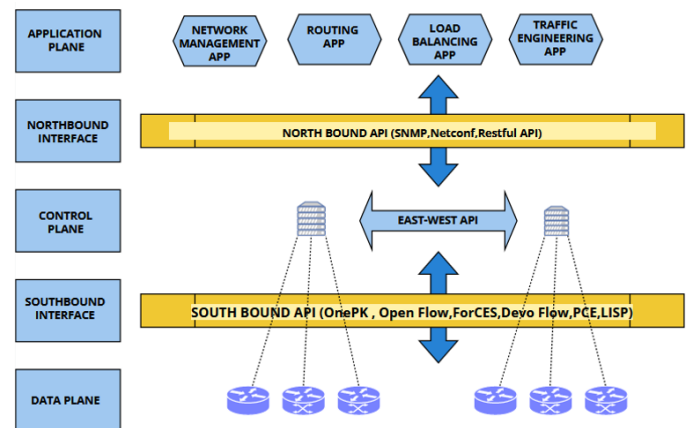 APPLICATION
PLANE
NETWORK
MANAGEMENT
APP
ROUTING
APP
LOAD
BALANCING
APP
TRAFFIC
ENGINEERING
APP
NORTHBOUND
INTERFACE
NORTH BOUND API (SNMP,Netconf,Restful API)
CONTROL
PLANE
EAST-WEST API
SOUTHBOUND
INTERFACE
SOUTH BOUND API (OnePK , Open Flow,ForCES,Devo Flow,PCE,LISP)
DATA PLANE